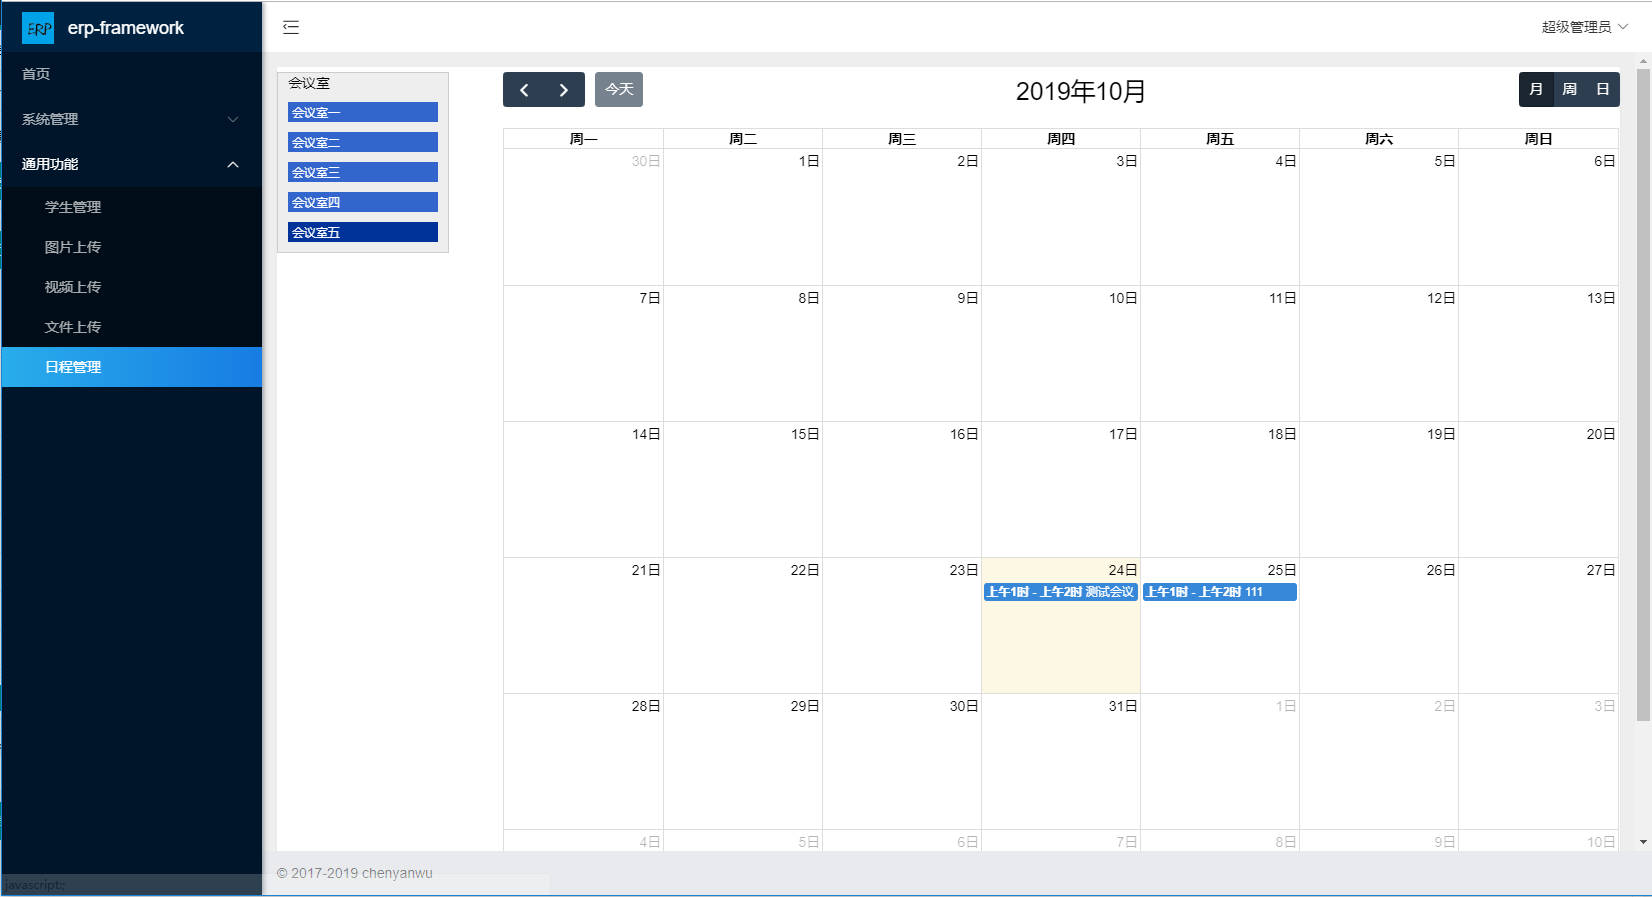 ERP erp-framework
超级管理员
首页
系统管理
通用功能
学生管理
图片上传
视频上传
文件上传
日程管理
会议室
会议室一
会议室二
会议室三
会议室四
会议室五
今天
2019年10月
月 周 日
周一 周二 周三 周四 周五 周六 周日
30日 1日 2日 3日 4日 5日 6日
7日 8日 9日 10日 11日 12日 13日
14日 15日 16日 17日 18日 19日 20日
21日 22日 23日 24日 25日 26日 27日
上午1时 - 上午2时 测试会议 上午1时 - 上午2时 111
28日 29日 30日 31日 1日 2日 3日
4日 5日 6日 7日 8日 9日 10日
© 2017-2019 chenyanwu
javascript:;